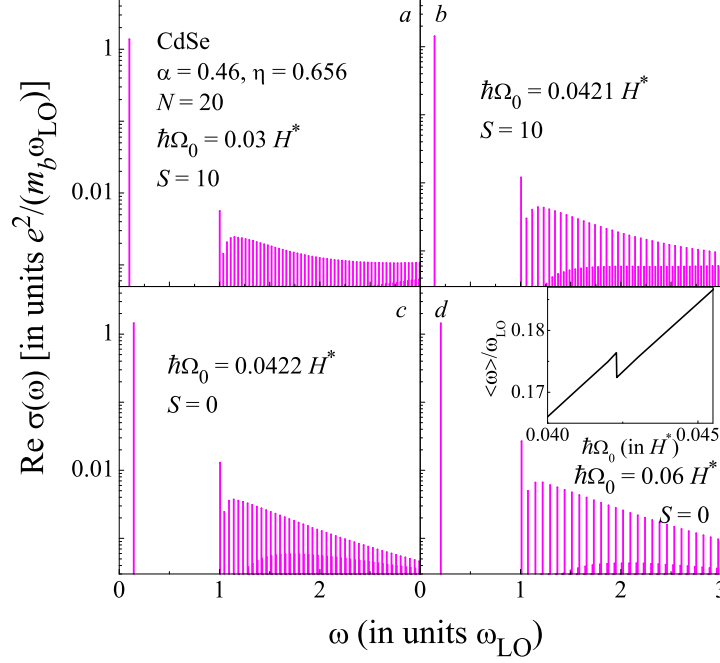 a
CdSe
α = 0.46, η = 0.656
N = 20
ħΩ0 = 0.03 H*
S = 10
b
ħΩ0 = 0.0421 H*
S = 10
1
0.01
c
ħΩ0 = 0.0422 H*
S = 0
d
<ω>/ωLO
0.18
0.17
0.040
0.045
ħΩ0 (in H*)
ħΩ0 = 0.06 H*
S = 0
1
0.01
0
1
2
0
1
2
3
Re σ(ω) [in units e2/(mbωLO)]
ω (in units ωLO)